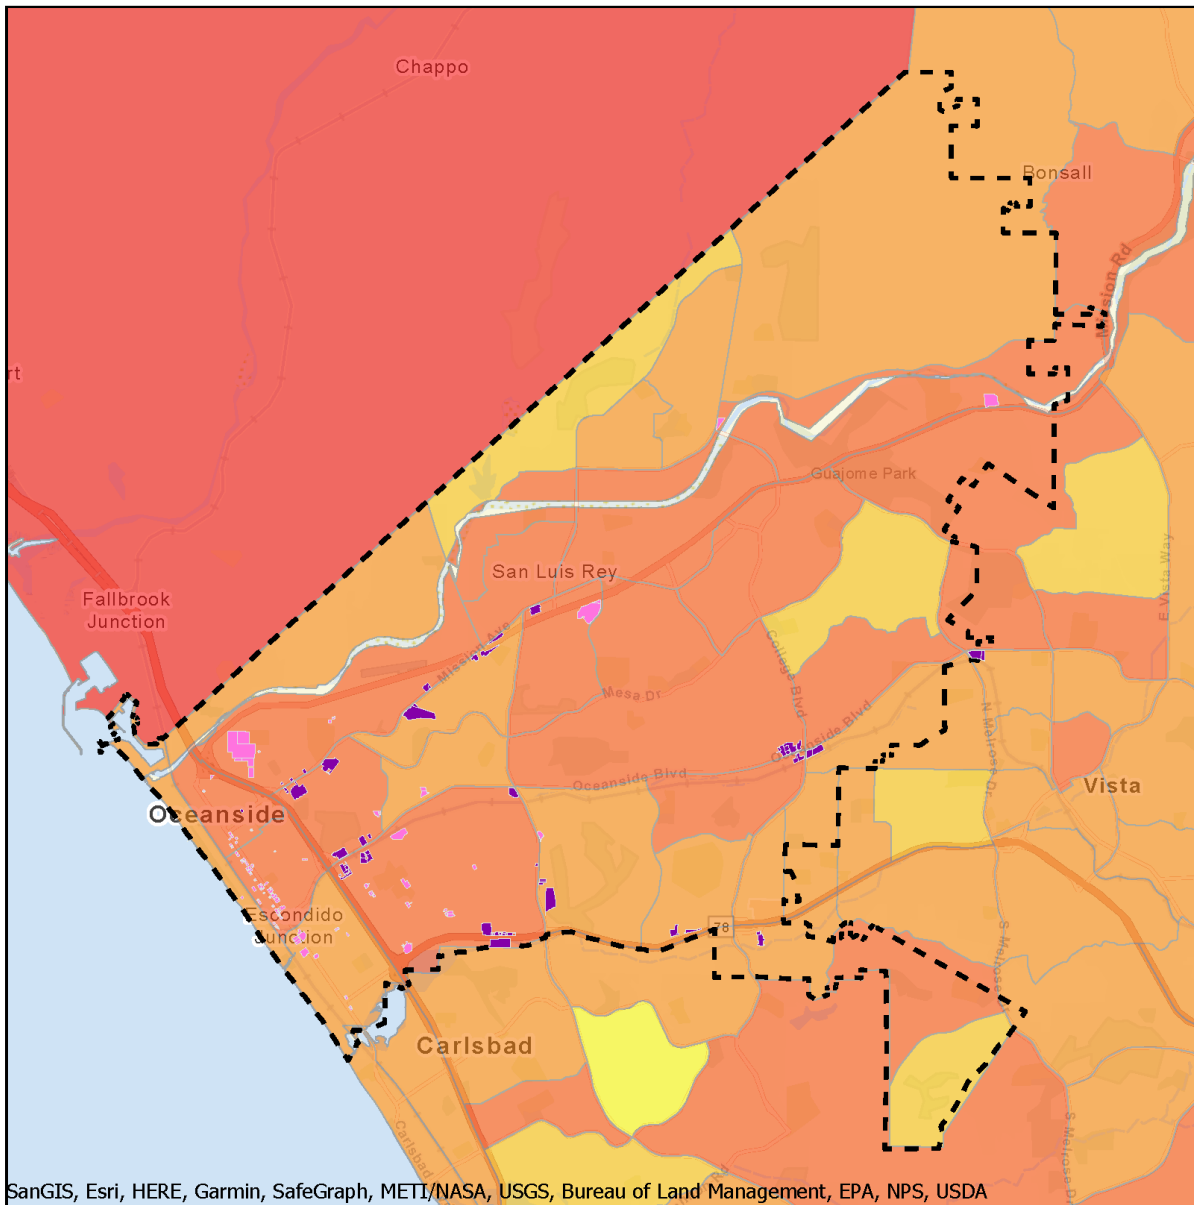 Chappo
Bonsall
Mission Rd
rt
Guajome Park
San Luis Rey
E Vista Way
Fallbrook
Junction
Mission Ave
College Blvd
Mesa Dr
Oceanside Blvd
N Melrose Dr
Oceanside Blvd
Vista
Oceanside
Escondido
Junction
78
S Melrose
Carlsbad
Carlsbad
S Melrose Dr
Rd
SanGIS, Esri, HERE, Garmin, SafeGraph, METI/NASA, USGS, Bureau of Land Management, EPA, NPS, USDA